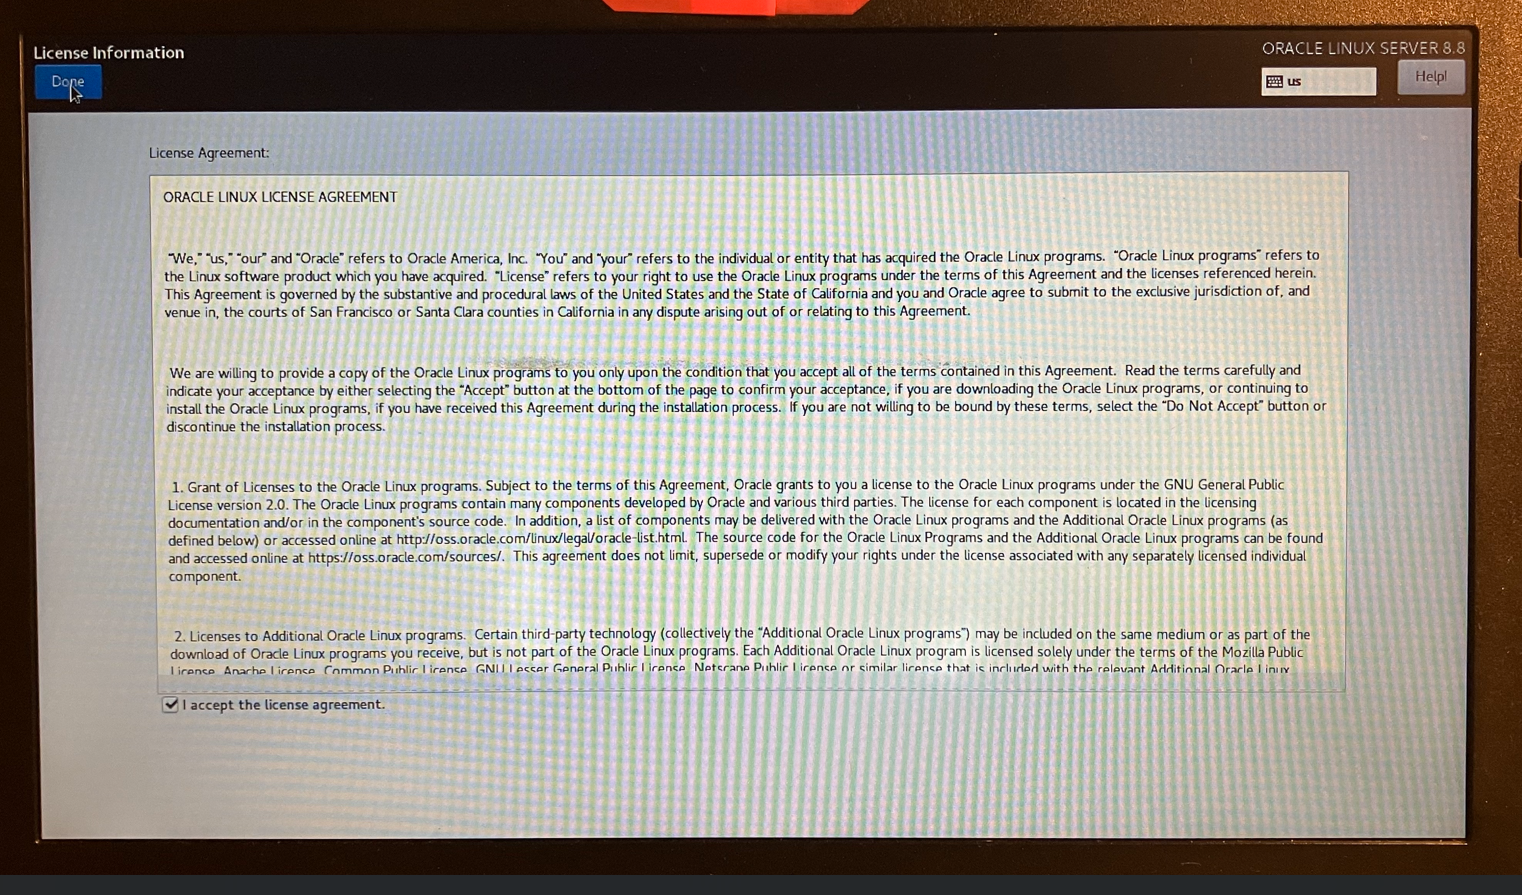 License Information
ORACLE LINUX SERVER 8.8
Done
us
Help!
License Agreement:
ORACLE LINUX LICENSE AGREEMENT
"We," "us," "our" and "Oracle" refers to Oracle America, Inc. "You" and "your" refers to the individual or entity that has acquired the Oracle Linux programs. "Oracle Linux programs" refers to
the Linux software product which you have acquired. "License" refers to your right to use the Oracle Linux programs under the terms of this Agreement and the licenses referenced herein.
This Agreement is governed by the substantive and procedural laws of the United States and the State of California and you and Oracle agree to submit to the exclusive jurisdiction of, and
venue in, the courts of San Francisco or Santa Clara counties in California in any dispute arising out of or relating to this Agreement.
We are willing to provide a copy of the Oracle Linux programs to you only upon the condition that you accept all of the terms contained in this Agreement. Read the terms carefully and
indicate your acceptance by either selecting the "Accept" button at the bottom of the page to confirm your acceptance, if you are downloading the Oracle Linux programs, or continuing to
install the Oracle Linux programs, if you have received this Agreement during the installation process. If you are not willing to be bound by these terms, select the "Do Not Accept" button or
discontinue the installation process.
1. Grant of Licenses to the Oracle Linux programs. Subject to the terms of this Agreement, Oracle grants to you a license to the Oracle Linux programs under the GNU General Public
License version 2.0. The Oracle Linux programs contain many components developed by Oracle and various third parties. The license for each component is located in the licensing
documentation and/or in the component's source code. In addition, a list of components may be delivered with the Oracle Linux programs and the Additional Oracle Linux programs (as
defined below) or accessed online at http://oss.oracle.com/linux/legal/oracle-list.html. The source code for the Oracle Linux Programs and the Additional Oracle Linux programs can be found
and accessed online at https://oss.oracle.com/sources/. This agreement does not limit, supersede or modify your rights under the license associated with any separately licensed individual
component.
2. Licenses to Additional Oracle Linux programs. Certain third-party technology (collectively the "Additional Oracle Linux programs") may be included on the same medium or as part of the
download of Oracle Linux programs you receive, but is not part of the Oracle Linux programs. Each Additional Oracle Linux program is licensed solely under the terms of the Mozilla Public
License, Apache License, Common Public License, GNU Lesser General Public License, Netscape Public License or similar license that is included with the relevant Additional Oracle Linux
I accept the license agreement.